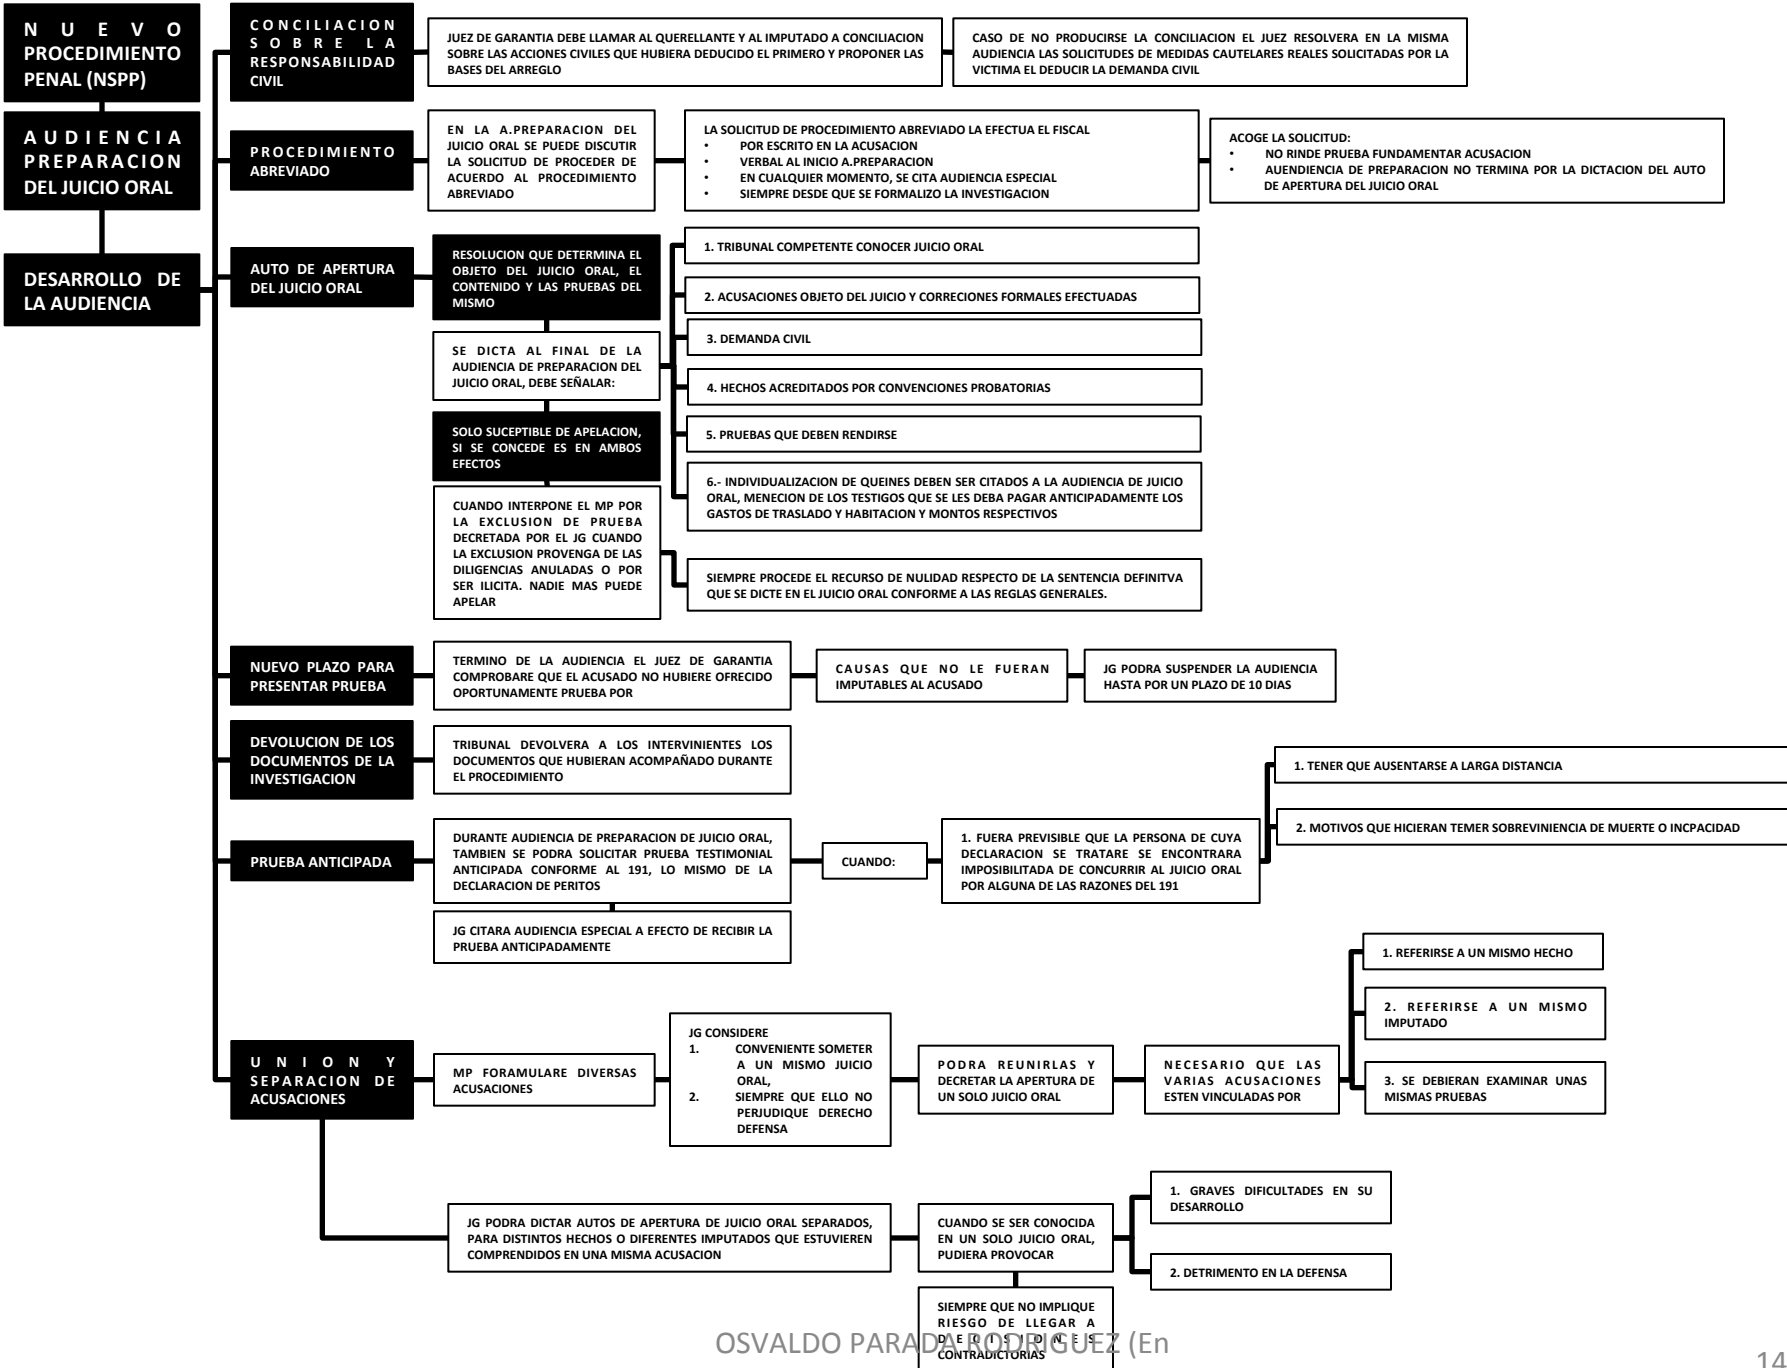 NUEVO
PROCEDIMIENTO
PENAL (NSPP)
AUDIENCIA
PREPARACION
DEL JUICIO ORAL
DESARROLLO DE
LA AUDIENCIA
CONCILIACION
SOBRE LA
RESPONSABILIDAD
CIVIL
JUEZ DE GARANTIA DEBE LLAMAR AL QUERELLANTE Y AL IMPUTADO A CONCILIACION
SOBRE LAS ACCIONES CIVILES QUE HUBIERA DEDUCIDO EL PRIMERO Y PROPONER LAS
BASES DEL ARREGLO
CASO DE NO PRODUCIRSE LA CONCILIACION EL JUEZ RESOLVERA EN LA MISMA
AUDIENCIA LAS SOLICITUDES DE MEDIDAS CAUTELARES REALES SOLICITADAS POR LA
VICTIMA EL DEDUCIR LA DEMANDA CIVIL
PROCEDIMIENTO
ABREVIADO
EN LA A.PREPARACION DEL
JUICIO ORAL SE PUEDE DISCUTIR
LA SOLICITUD DE PROCEDER DE
ACUERDO AL PROCEDIMIENTO
ABREVIADO
LA SOLICITUD DE PROCEDIMIENTO ABREVIADO LA EFECTUA EL FISCAL
• POR ESCRITO EN LA ACUSACION
• VERBAL AL INICIO A.PREPARACION
• EN CUALQUIER MOMENTO, SE CITA AUDIENCIA ESPECIAL
• SIEMPRE DESDE QUE SE FORMALIZO LA INVESTIGACION
ACOGE LA SOLICITUD:
• NO RINDE PRUEBA FUNDAMENTAR ACUSACION
• AUENDIENCIA DE PREPARACION NO TERMINA POR LA DICTACION DEL AUTO
DE APERTURA DEL JUICIO ORAL
AUTO DE APERTURA
DEL JUICIO ORAL
RESOLUCION QUE DETERMINA EL
OBJETO DEL JUICIO ORAL, EL
CONTENIDO Y LAS PRUEBAS DEL
MISMO
SE DICTA AL FINAL DE LA
AUDIENCIA DE PREPARACION DEL
JUICIO ORAL, DEBE SEÑALAR:
SOLO SUCEPTIBLE DE APELACION,
SI SE CONCEDE ES EN AMBOS
EFECTOS
CUANDO INTERPONE EL MP POR
LA EXCLUSION DE PRUEBA
DECRETADA POR EL JG CUANDO
LA EXCLUSION PROVENGA DE LAS
DILIGENCIAS ANULADAS O POR
SER ILICITA. NADIE MAS PUEDE
APELAR
1. TRIBUNAL COMPETENTE CONOCER JUICIO ORAL
2. ACUSACIONES OBJETO DEL JUICIO Y CORRECIONES FORMALES EFECTUADAS
3. DEMANDA CIVIL
4. HECHOS ACREDITADOS POR CONVENCIONES PROBATORIAS
5. PRUEBAS QUE DEBEN RENDIRSE
6.- INDIVIDUALIZACION DE QUEINES DEBEN SER CITADOS A LA AUDIENCIA DE JUICIO
ORAL, MENECION DE LOS TESTIGOS QUE SE LES DEBA PAGAR ANTICIPADAMENTE LOS
GASTOS DE TRASLADO Y HABITACION Y MONTOS RESPECTIVOS
SIEMPRE PROCEDE EL RECURSO DE NULIDAD RESPECTO DE LA SENTENCIA DEFINITVA
QUE SE DICTE EN EL JUICIO ORAL CONFORME A LAS REGLAS GENERALES.
NUEVO PLAZO PARA
PRESENTAR PRUEBA
TERMINO DE LA AUDIENCIA EL JUEZ DE GARANTIA
COMPROBARE QUE EL ACUSADO NO HUBIERE OFRECIDO
OPORTUNAMENTE PRUEBA POR
CAUSAS QUE NO LE FUERAN
IMPUTABLES AL ACUSADO
JG PODRA SUSPENDER LA AUDIENCIA
HASTA POR UN PLAZO DE 10 DIAS
DEVOLUCION DE LOS
DOCUMENTOS DE LA
INVESTIGACION
TRIBUNAL DEVOLVERA A LOS INTERVINIENTES LOS
DOCUMENTOS QUE HUBIERAN ACOMPAÑADO DURANTE
EL PROCEDIMIENTO
PRUEBA ANTICIPADA
DURANTE AUDIENCIA DE PREPARACION DE JUICIO ORAL,
TAMBIEN SE PODRA SOLICITAR PRUEBA TESTIMONIAL
ANTICIPADA CONFORME AL 191, LO MISMO DE LA
DECLARACION DE PERITOS
JG CITARA AUDIENCIA ESPECIAL A EFECTO DE RECIBIR LA
PRUEBA ANTICIPADAMENTE
CUANDO:
1. FUERA PREVISIBLE QUE LA PERSONA DE CUYA
DECLARACION SE TRATARE SE ENCONTRARA
IMPOSIBILITADA DE CONCURRIR AL JUICIO ORAL
POR ALGUNA DE LAS RAZONES DEL 191
1. TENER QUE AUSENTARSE A LARGA DISTANCIA
2. MOTIVOS QUE HICIERAN TEMER SOBREVINIENCIA DE MUERTE O INCPACIDAD
UNION Y
SEPARACION DE
ACUSACIONES
MP FORAMULARE DIVERSAS
ACUSACIONES
JG CONSIDERE
1. CONVENIENTE SOMETER
A UN MISMO JUICIO
ORAL,
2. SIEMPRE QUE ELLO NO
PERJUDIQUE DERECHO
DEFENSA
PODRA REUNIRLAS Y
DECRETAR LA APERTURA DE
UN SOLO JUICIO ORAL
NECESARIO QUE LAS
VARIAS ACUSACIONES
ESTEN VINCULADAS POR
1. REFERIRSE A UN MISMO HECHO
2. REFERIRSE A UN MISMO
IMPUTADO
3. SE DEBIERAN EXAMINAR UNAS
MISMAS PRUEBAS
JG PODRA DICTAR AUTOS DE APERTURA DE JUICIO ORAL SEPARADOS,
PARA DISTINTOS HECHOS O DIFERENTES IMPUTADOS QUE ESTUVIEREN
COMPRENDIDOS EN UNA MISMA ACUSACION
CUANDO SE SER CONOCIDA
EN UN SOLO JUICIO ORAL,
PUDIERA PROVOCAR
1. GRAVES DIFICULTADES EN SU
DESARROLLO
2. DETRIMENTO EN LA DEFENSA
SIEMPRE QUE NO IMPLIQUE
RIESGO DE LLEGAR A
DECISIONES
CONTRADICTORIAS
OSVALDO PARADA RODRIGUEZ (En
14